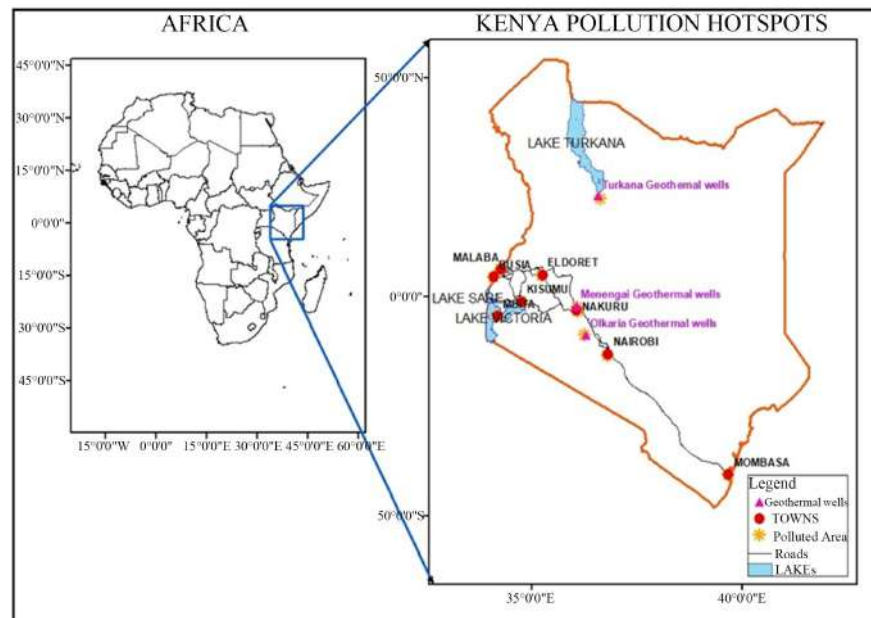 AFRICA
KENYA POLLUTION HOTSPOTS
45°0'0"N
30°0'0"N
15°0'0"N
0°0'0"
15°0'0"S
30°0'0"S
45°0'0"S
15°0'0"W 0°0'0"E 15°0'0"E 30°0'0"E 45°0'0"E 60°0'0"E
50°0'0"N
0°0'0"
50°0'0"S
35°0'0"E 40°0'0"E
LAKE TURKANA
Turkana Geothemal wells
MALABA
BUSIA
ELDORET
KISUMU
Menengai Geothermal wells
LAKE SARE
NAKURU
LAKE VICTORIA
Olkaria Geothermal wells
NAIROBI
MOMBASA
Legend
Geothermal wells
TOWNS
Polluted Area
Roads
LAKEs